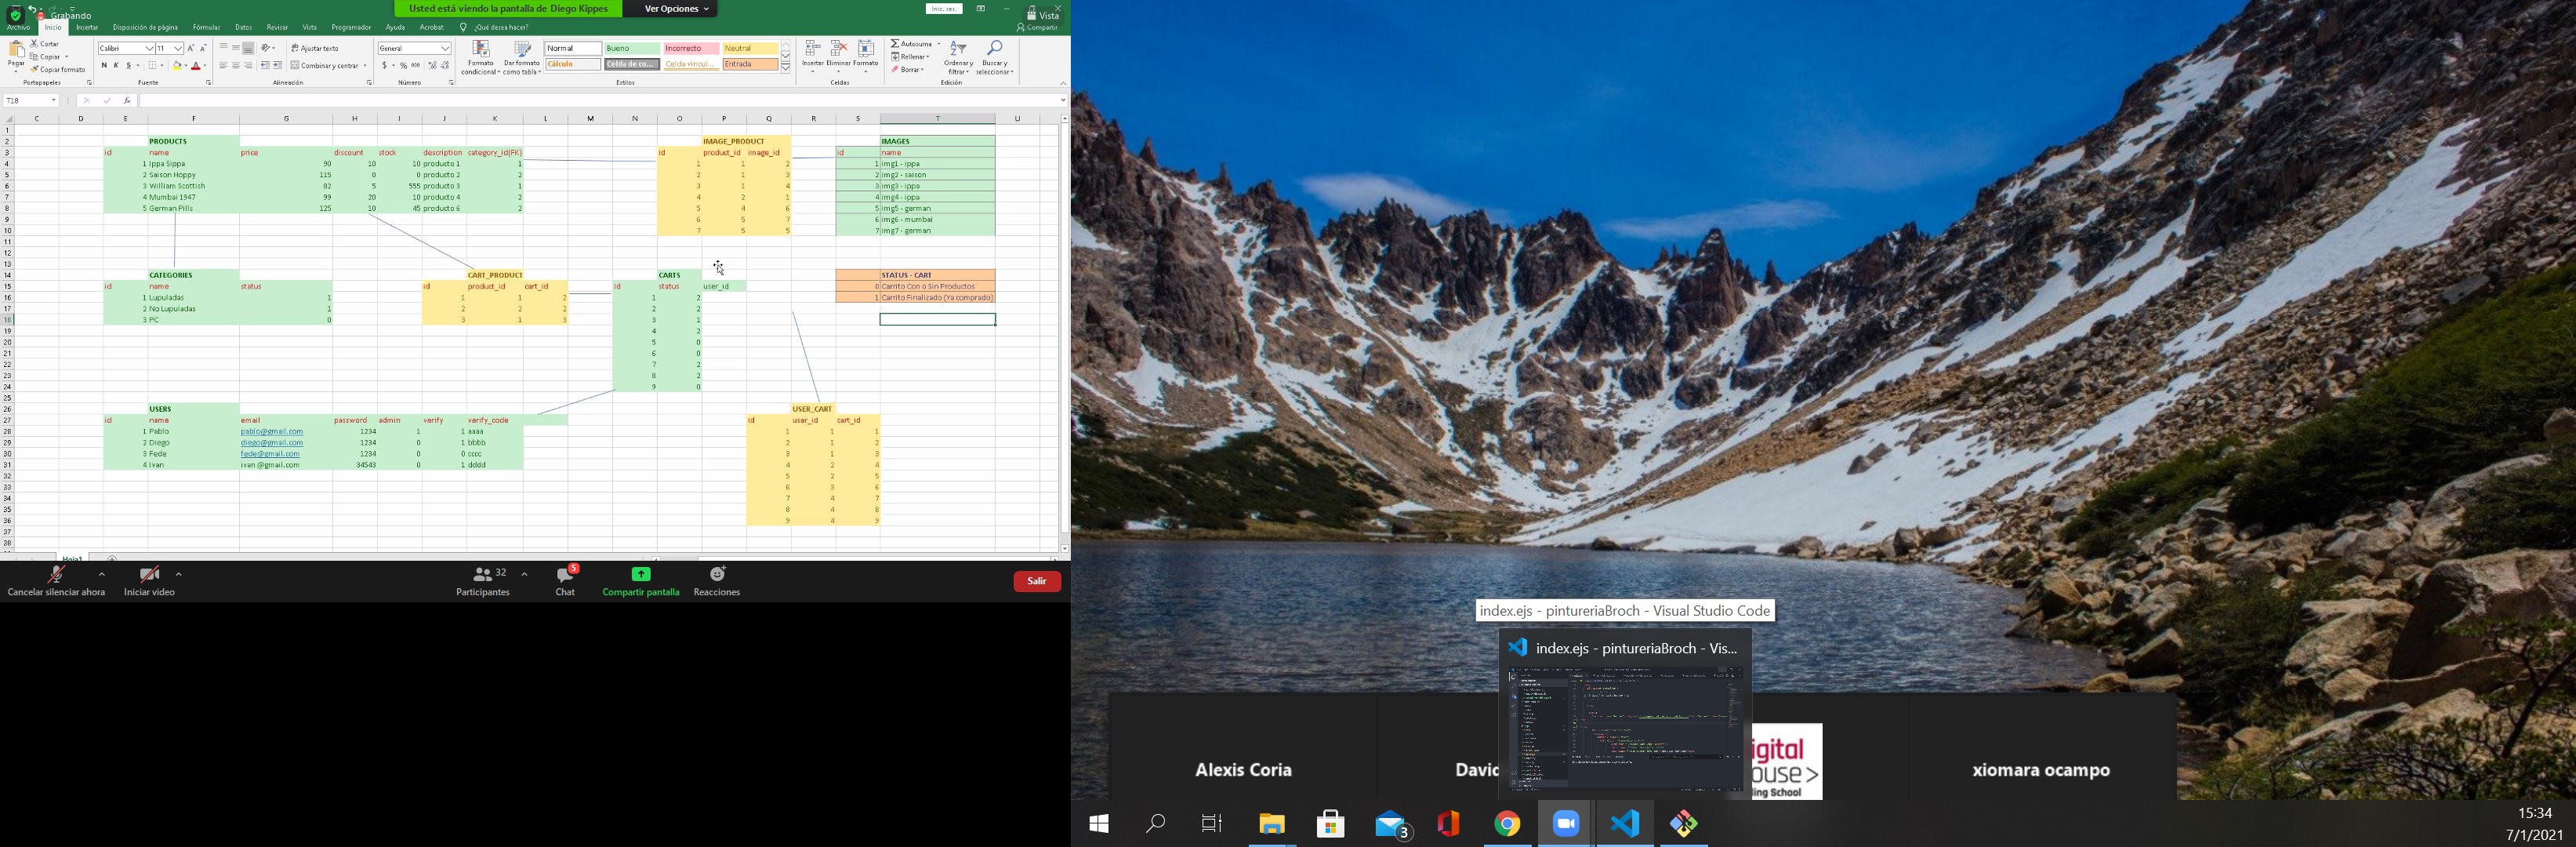 Grabando
Usted está viendo la pantalla de Diego Kippes
Ver Opciones
Inic. ses.
Vista
Archivo Inicio Insertar Disposición de página Fórmulas Datos Revisar Vista Programador Ayuda Acrobat ¿Qué desea hacer?
Compartir
Pegar
Cortar
Copiar
Copiar formato
Portapapeles
Calibri 11
N K S
Fuente
Ajustar texto
Combinar y centrar
Alineación
General
$ % 000
Número
Formato condicional
Dar formato como tabla
Normal Bueno Incorrecto Neutral
Cálculo Celda de co... Celda vincul... Entrada
Estilos
Insertar Eliminar Formato
Celdas
Autosuma
Rellenar
Borrar
Ordenar y filtrar
Buscar y seleccionar
Edición
T18
fx
C D E F G H I J K L M N O P Q R S T U
PRODUCTS
id name price discount stock description category_id(FK)
1 Ippa Sippa 90 10 10 producto 1 1
2 Saison Hoppy 115 0 0 producto 2 2
3 William Scottish 82 5 555 producto 3 1
4 Mumbai 1947 99 20 10 producto 4 2
5 German Pills 125 10 45 producto 6 2
IMAGE_PRODUCT
id product_id image_id
1 1 2
2 1 3
3 1 4
4 2 1
5 4 6
6 5 7
7 5 5
IMAGES
id name
1 img1 - ippa
2 img2 - saison
3 img3 - ippa
4 img4 - ippa
5 img5 - german
6 img6 - mumbai
7 img7 - german
CATEGORIES
id name status
1 Lupuladas 1
2 No Lupuladas 1
3 PC 0
CART_PRODUCT
id product_id cart_id
1 1 2
2 2 2
3 1 3
CARTS
id status user_id
1 2
2 2
3 1
4 2
5 0
6 0
7 2
8 2
9 0
STATUS - CART
0 Carrito Con o Sin Productos
1 Carrito Finalizado (Ya comprado)
USERS
id name email password admin verify verify_code
1 Pablo pablo@gmail.com 1234 1 1 aaaa
2 Diego diego@gmail.com 1234 0 1 bbbb
3 Fede fede@gmail.com 1234 0 0 cccc
4 Ivan ivan @gmail.com 34543 0 1 dddd
USER_CART
id user_id cart_id
1 1 1
2 1 2
3 1 3
4 2 4
5 2 5
6 3 6
7 4 7
8 4 8
9 4 9
Hoja1
Cancelar silenciar ahora
Iniciar video
32
Participantes
5
Chat
Compartir pantalla
Reacciones
Salir
index.ejs - pintureriaBroch - Visual Studio Code
index.ejs - pintureriaBroch - Vis...
Alexis Coria
David
igital
ouse>
ling School
xiomara ocampo
3
15:34
7/1/2021